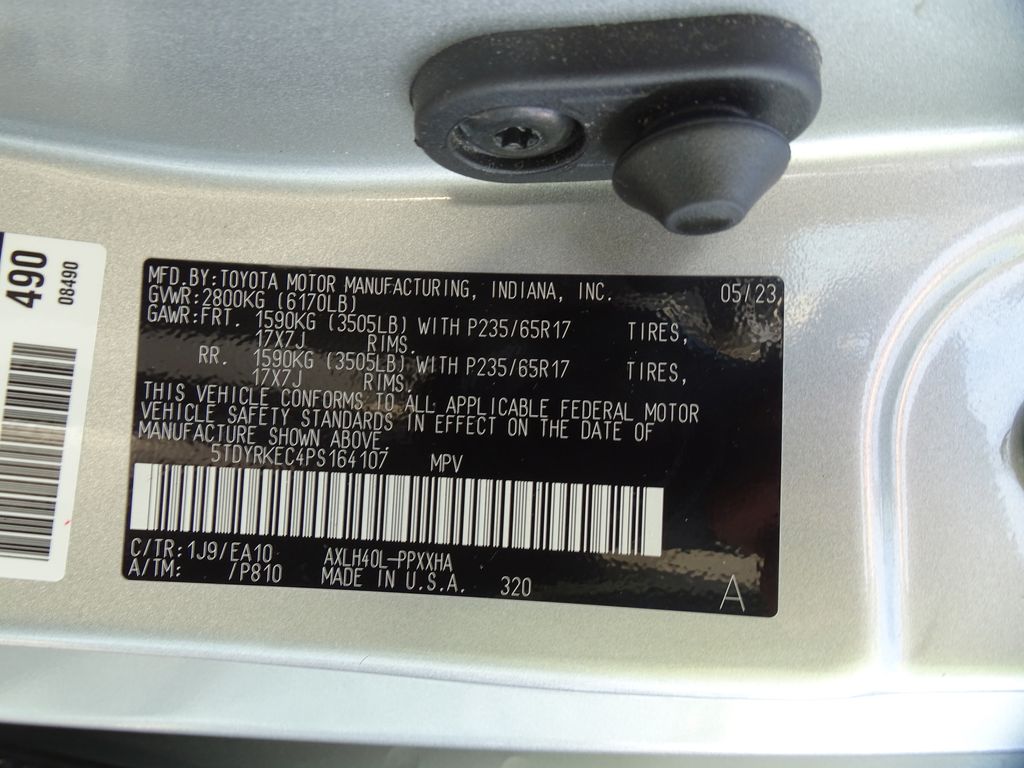 490
08490
MFD.BY:TOYOTA MOTOR MANUFACTURING, INDIANA, INC. 05/23
GVWR:2800KG (6170LB)
GAWR:FRT. 1590KG (3505LB) WITH P235/65R17 TIRES,
17X7J RIMS,
RR. 1590KG (3505LB) WITH P235/65R17 TIRES,
17X7J RIMS,
THIS VEHICLE CONFORMS TO ALL APPLICABLE FEDERAL MOTOR
VEHICLE SAFETY STANDARDS IN EFFECT ON THE DATE OF
MANUFACTURE SHOWN ABOVE.
5TDYRKEC4PS164107 MPV
C/TR:1J9/EA10 AXLH40L-PPXXHA
A/TM: /P810 MADE IN U.S.A. 320
A